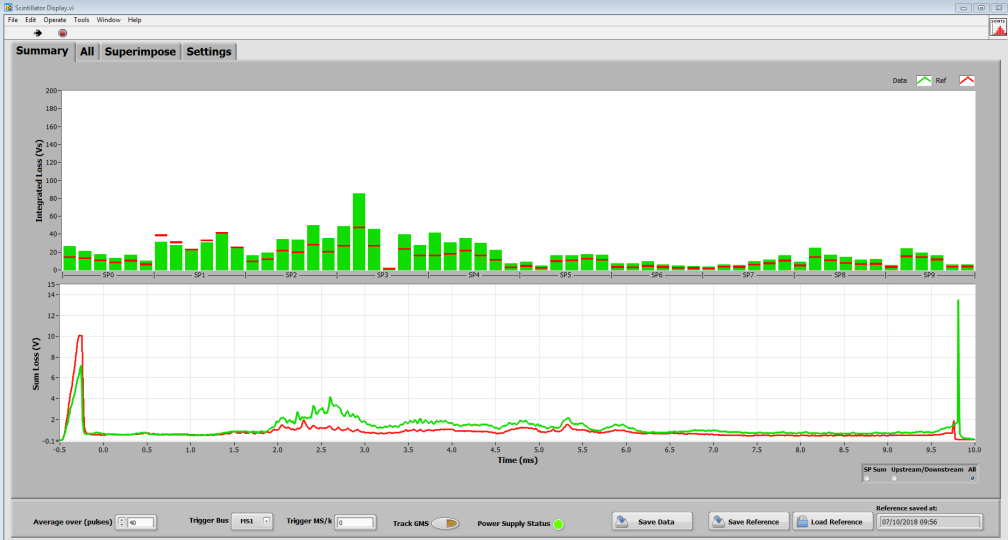 Scintillator Display.vi
File Edit Operate Tools Window Help
Summary All Superimpose Settings
Data Ref
Integrated Loss (Vs)
200
180
160
140
120
100
80
60
40
20
0
SP0 SP1 SP2 SP3 SP4 SP5 SP6 SP7 SP8 SP9
Sum Loss (V)
15
14
12
10
8
6
4
2
-0.1
-0.5 0.0 0.5 1.0 1.5 2.0 2.5 3.0 3.5 4.0 4.5 5.0 5.5 6.0 6.5 7.0 7.5 8.0 8.5 9.0 9.5 10.0
Time (ms)
SP Sum Upstream/Downstream All
Average over (pulses) 40
Trigger Bus MS1
Trigger MS/k 0
Track GMS
Power Supply Status
Save Data
Save Reference
Load Reference
Reference saved at:
07/10/2018 09:56